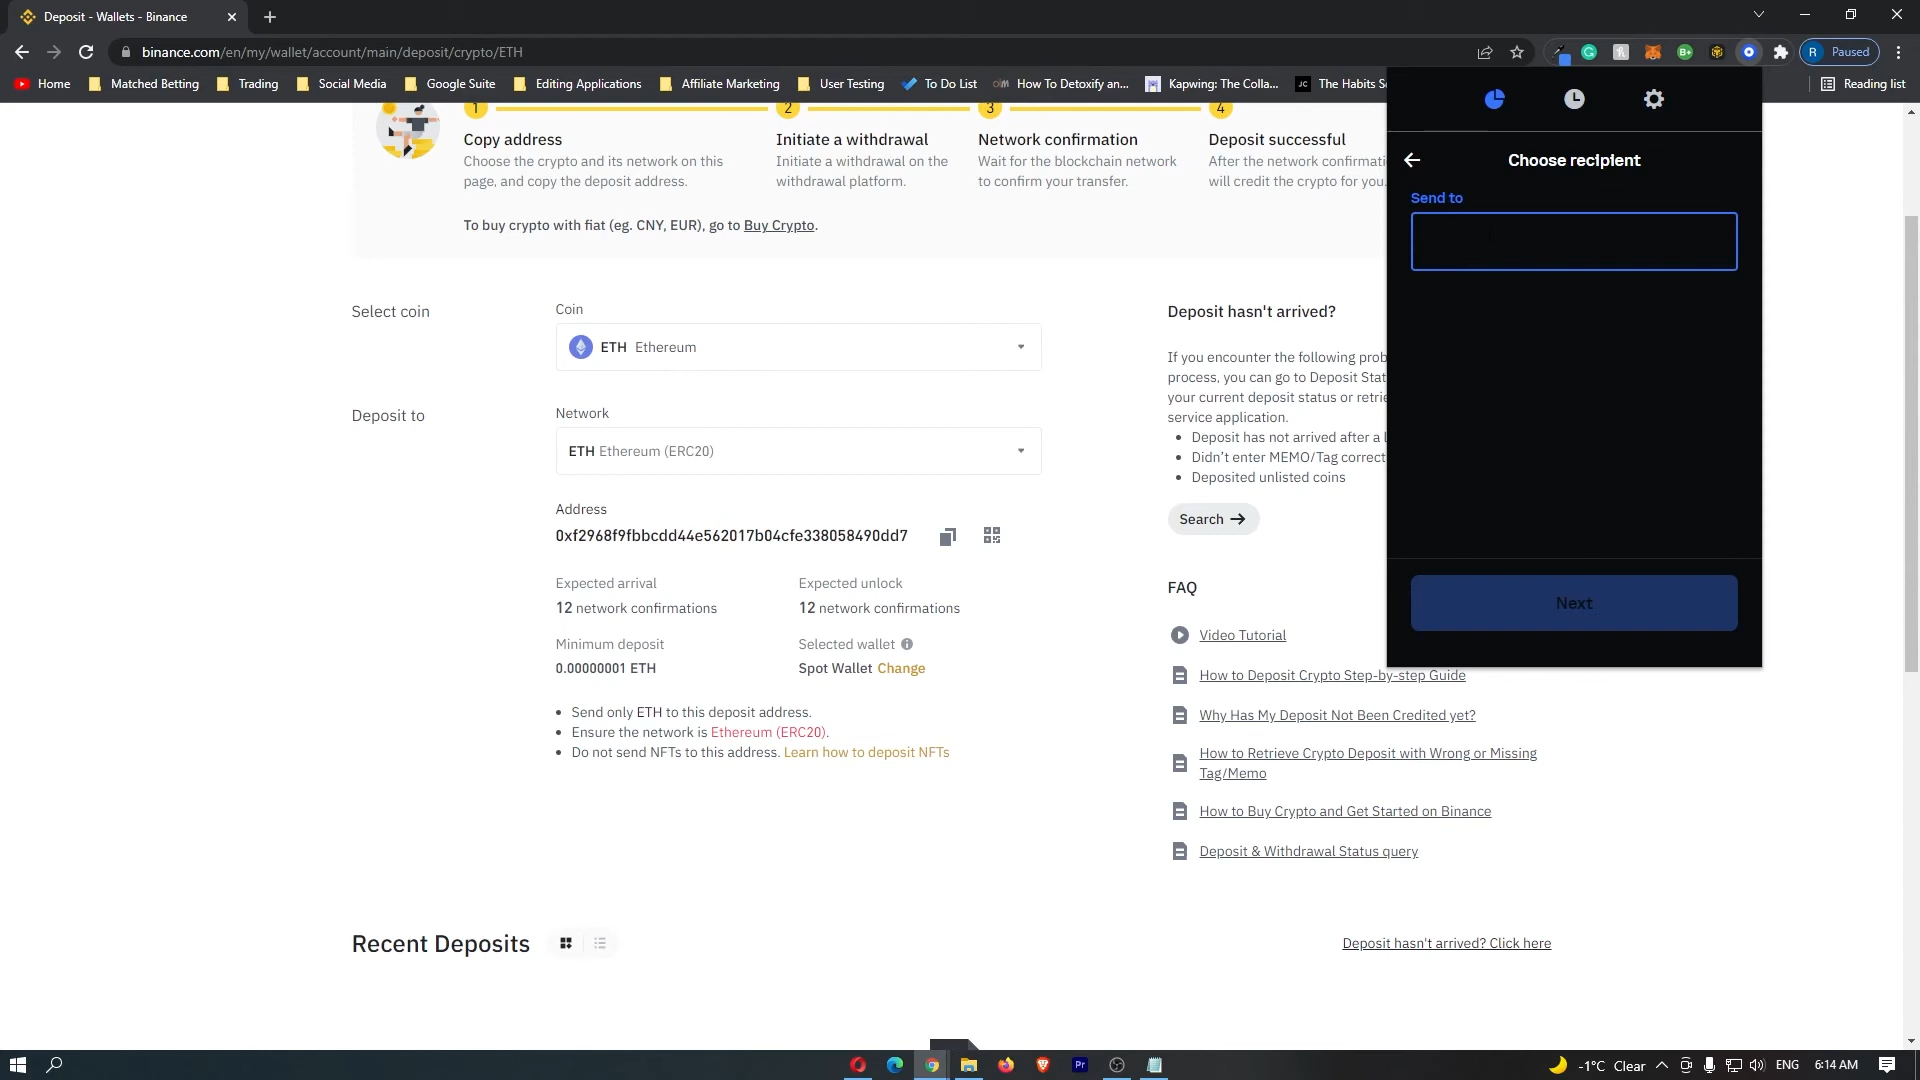 Deposit - Wallets - Binance
binance.com/en/my/wallet/account/main/deposit/crypto/ETH
R Paused
Home Matched Betting Trading Social Media Google Suite Editing Applications Affiliate Marketing User Testing To Do List How To Detoxify an... Kapwing: The Colla... JC The Habits Reading list
1 2 3 4
Copy address
Choose the crypto and its network on this
page, and copy the deposit address.
Initiate a withdrawal
Initiate a withdrawal on the
withdrawal platform.
Network confirmation
Wait for the blockchain network
to confirm your transfer.
Deposit successful
After the network
will credit the crypto for you.
To buy crypto with fiat (eg. CNY, EUR), go to Buy Crypto.
Select coin
Coin
ETH Ethereum
Deposit to
Network
ETH Ethereum (ERC20)
Address
0xf2968f9fbbcdd44e562017b04cfe338058490dd7
Expected arrival
12 network confirmations
Expected unlock
12 network confirmations
Minimum deposit
0.00000001 ETH
Selected wallet
Spot Wallet Change
• Send only ETH to this deposit address.
• Ensure the network is Ethereum (ERC20).
• Do not send NFTs to this address. Learn how to deposit NFTs
Deposit hasn't arrived?
If you encounter the following
process, you can go to Deposit
your current deposit status or
service application.
• Deposit has not arrived after a
• Didn't enter MEMO/Tag
• Deposited unlisted coins
Search →
FAQ
Video Tutorial
How to Deposit Crypto Step-by-step Guide
Why Has My Deposit Not Been Credited yet?
How to Retrieve Crypto Deposit with Wrong or Missing
Tag/Memo
How to Buy Crypto and Get Started on Binance
Deposit & Withdrawal Status query
Choose recipient
Send to
Next
Recent Deposits
Deposit hasn't arrived? Click here
Pr
-1°C Clear ENG 6:14 AM